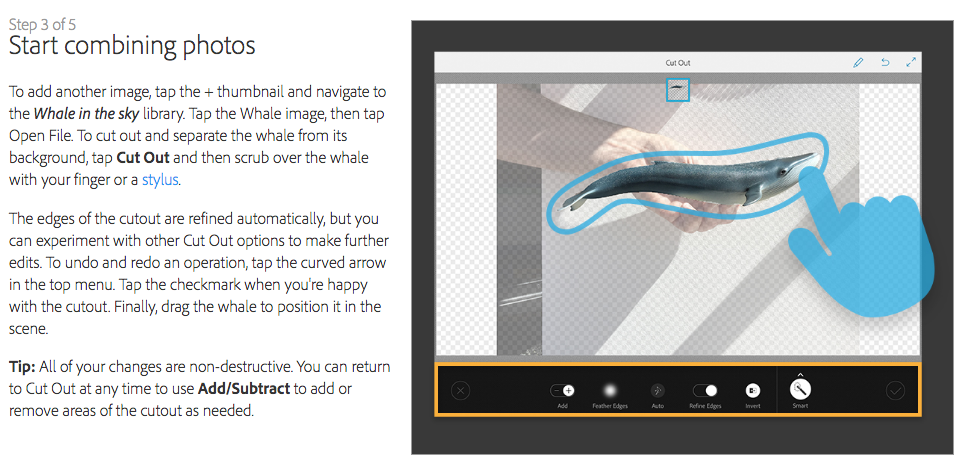 Step 3 of 5
Start combining photos
To add another image, tap the + thumbnail and navigate to
the Whale in the sky library. Tap the Whale image, then tap
Open File. To cut out and separate the whale from its
background, tap Cut Out and then scrub over the whale
with your finger or a stylus.
The edges of the cutout are refined automatically, but you
can experiment with other Cut Out options to make further
edits. To undo and redo an operation, tap the curved arrow
in the top menu. Tap the checkmark when you're happy
with the cutout. Finally, drag the whale to position it in the
scene.
Tip: All of your changes are non-destructive. You can return
to Cut Out at any time to use Add/Subtract to add or
remove areas of the cutout as needed.
Cut Out
Add Feather Edges Auto Refine Edges Invert Smart